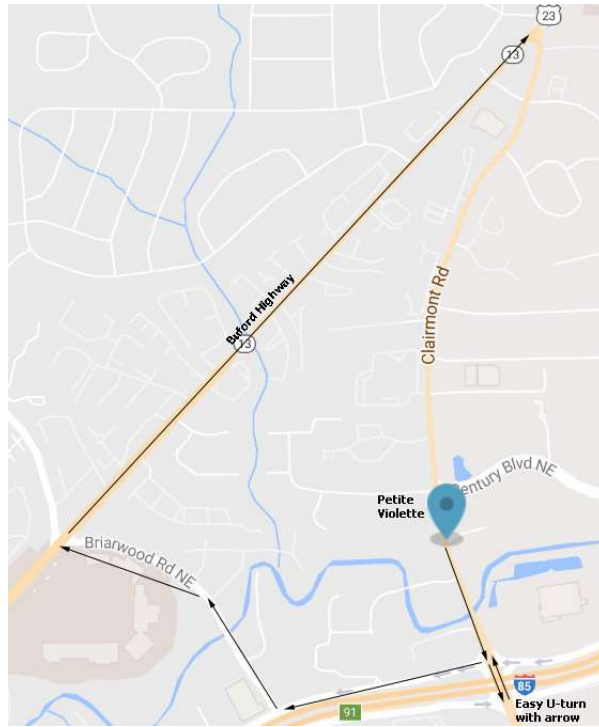 23
13
Buford Highway
13
Clairmont Rd
Petite
Violette
entury Blvd NE
Briarwood Rd NE
85
Easy U-turn
with arrow
91